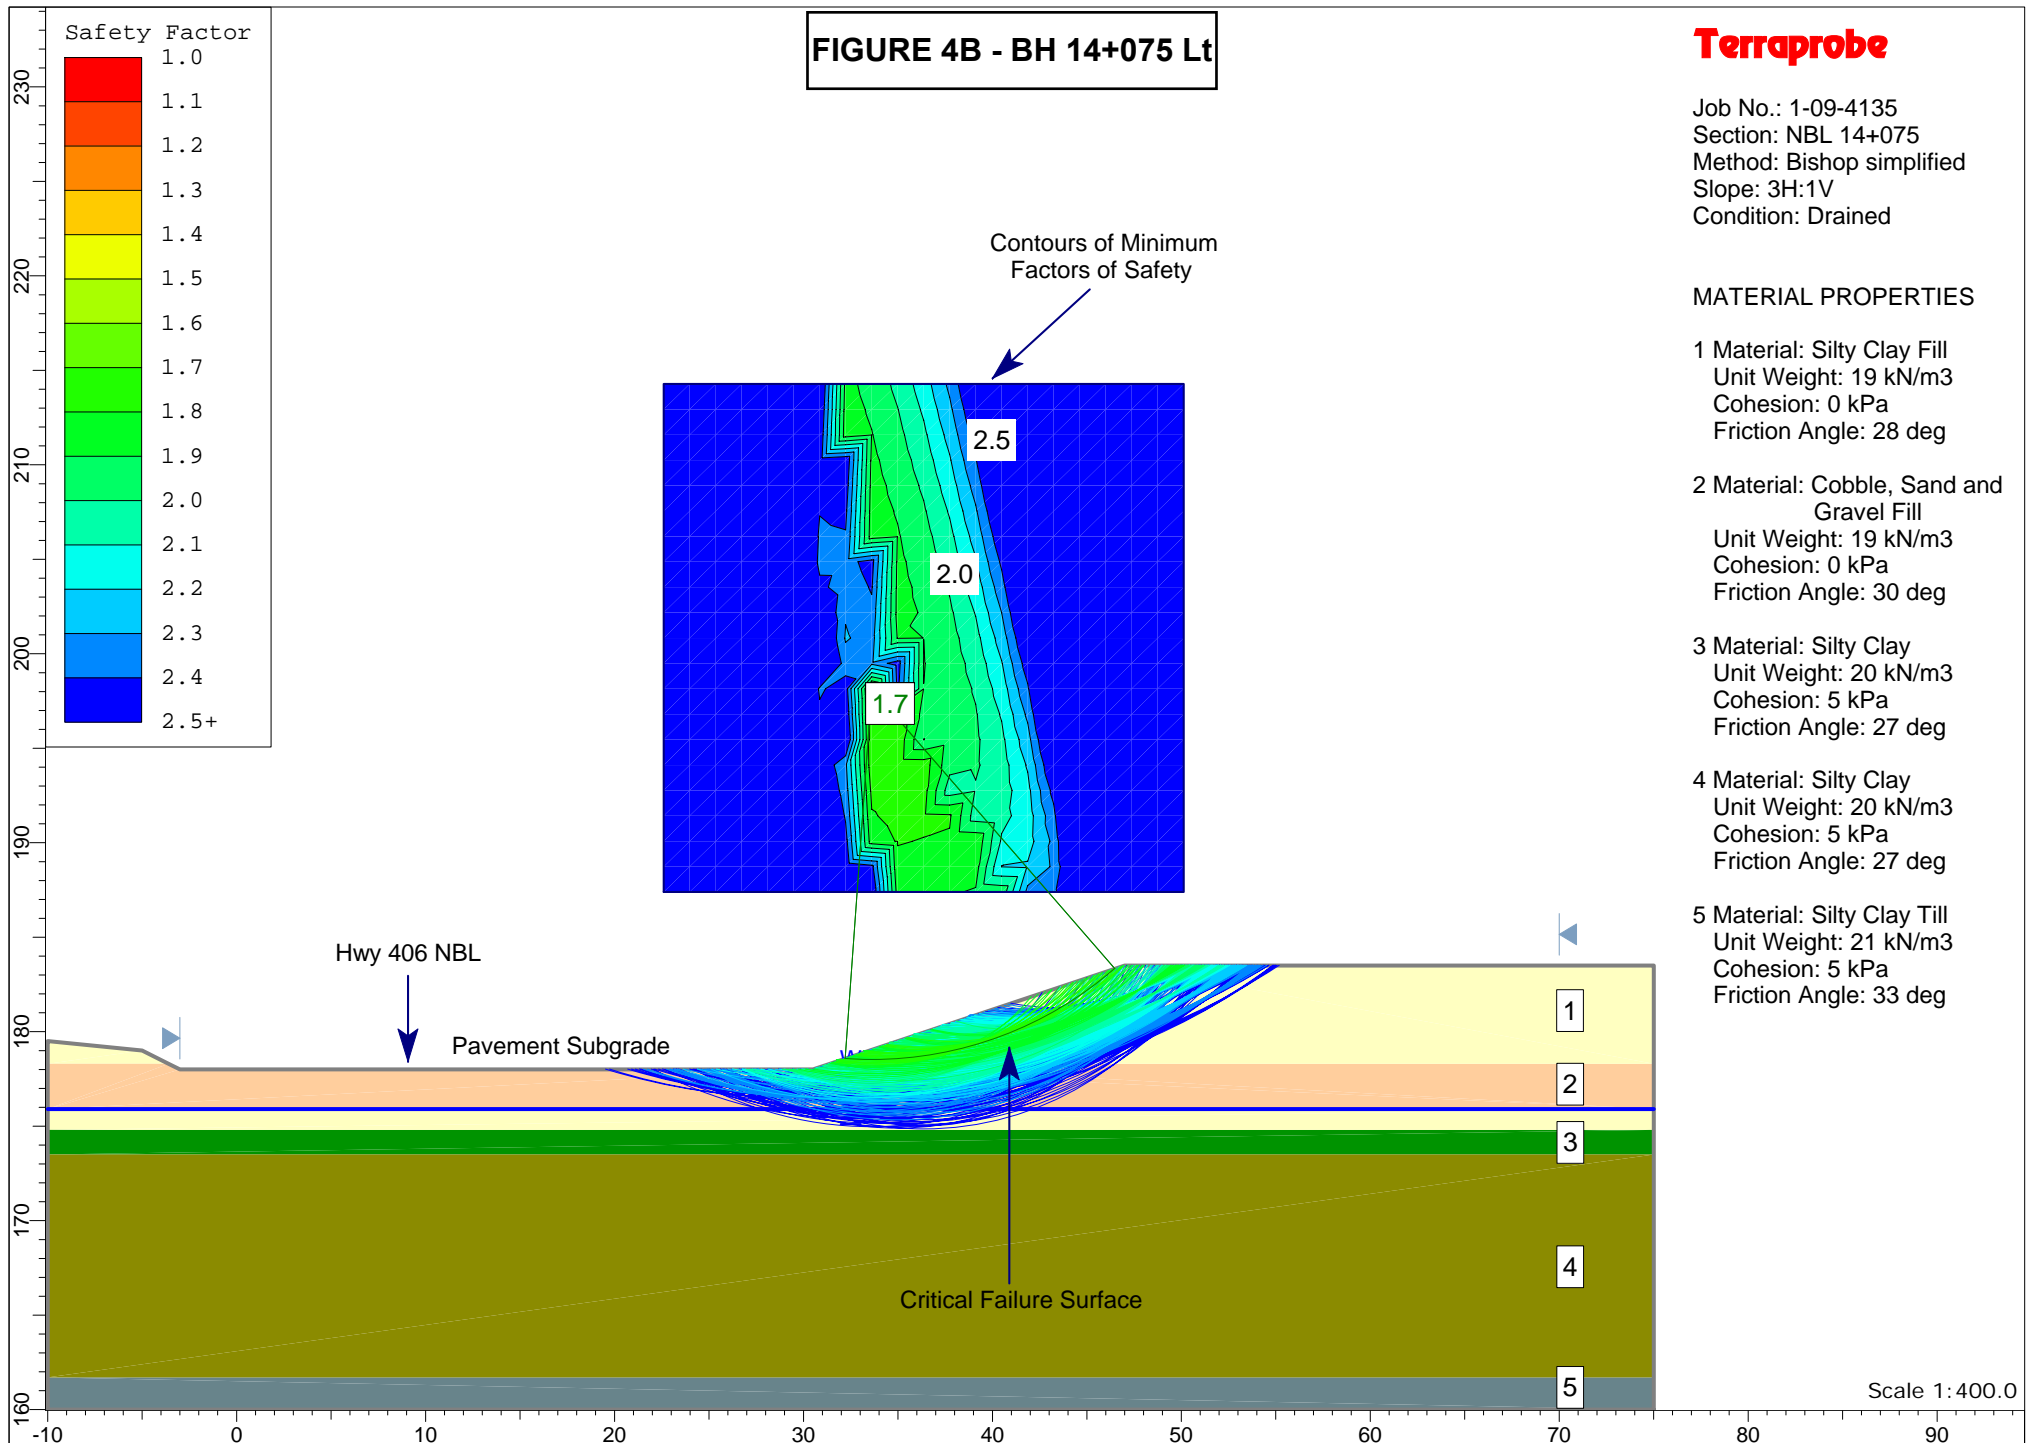 Safety Factor
1.0
1.1
1.2
1.3
1.4
1.5
1.6
1.7
1.8
1.9
2.0
2.1
2.2
2.3
2.4
2.5+
FIGURE 4B - BH 14+075 Lt
Terraprobe
Job No.: 1-09-4135
Section: NBL 14+075
Method: Bishop simplified
Slope: 3H:1V
Condition: Drained
MATERIAL PROPERTIES
1 Material: Silty Clay Fill
Unit Weight: 19 kN/m3
Cohesion: 0 kPa
Friction Angle: 28 deg
2 Material: Cobble, Sand and
Gravel Fill
Unit Weight: 19 kN/m3
Cohesion: 0 kPa
Friction Angle: 30 deg
3 Material: Silty Clay
Unit Weight: 20 kN/m3
Cohesion: 5 kPa
Friction Angle: 27 deg
4 Material: Silty Clay
Unit Weight: 20 kN/m3
Cohesion: 5 kPa
Friction Angle: 27 deg
5 Material: Silty Clay Till
Unit Weight: 21 kN/m3
Cohesion: 5 kPa
Friction Angle: 33 deg
Contours of Minimum
Factors of Safety
2.5
2.0
1.7
Hwy 406 NBL
Pavement Subgrade
W
Critical Failure Surface
1
2
3
4
5
Scale 1:400.0
230
220
210
200
190
180
170
160
-10
0
10
20
30
40
50
60
70
80
90